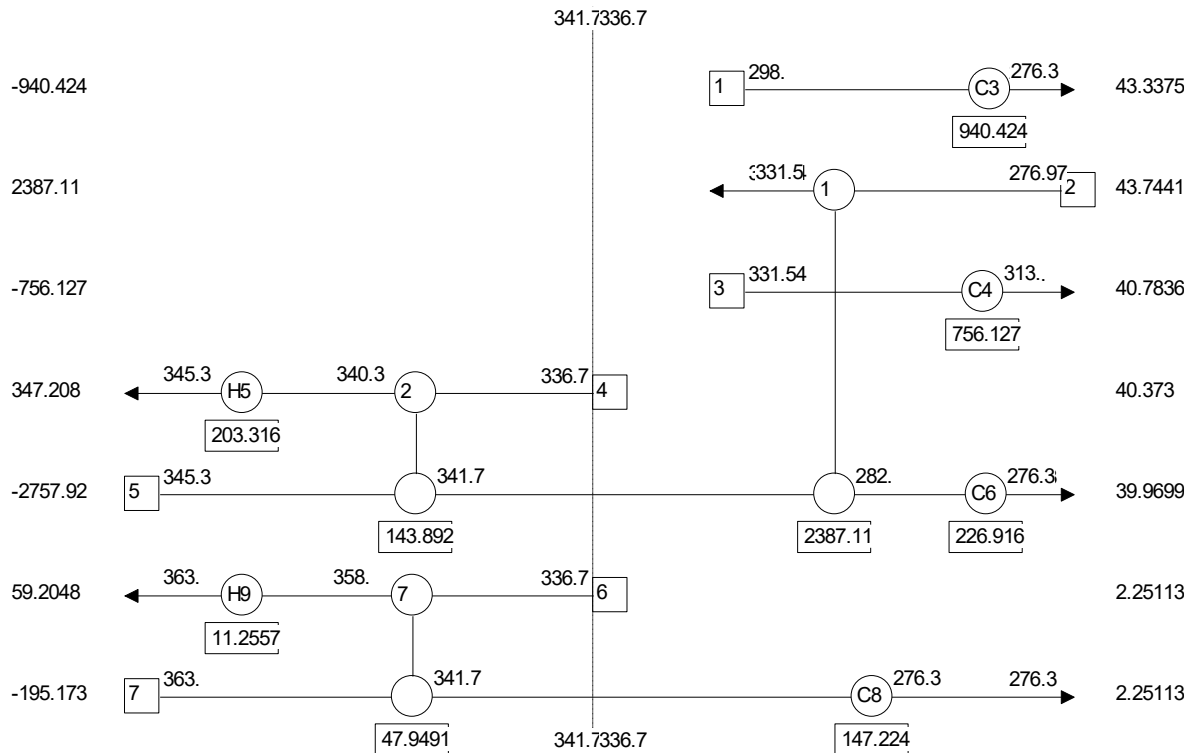 341.7336.7
-940.424 1 298. C3 276.3 43.3375
940.424
2387.11 331.54 1 276.97 2 43.7441
-756.127 3 331.54 C4 313. 40.7836
756.127
347.208 345.3 H5 340.3 2 336.7 4 40.373
203.316
-2757.92 5 345.3 341.7 282. C6 276.3 39.9699
143.892 2387.11 226.916
59.2048 363. H9 358. 7 336.7 6 2.25113
11.2557
-195.173 7 363. 341.7 C8 276.3 276.3 2.25113
47.9491 341.7336.7 147.224